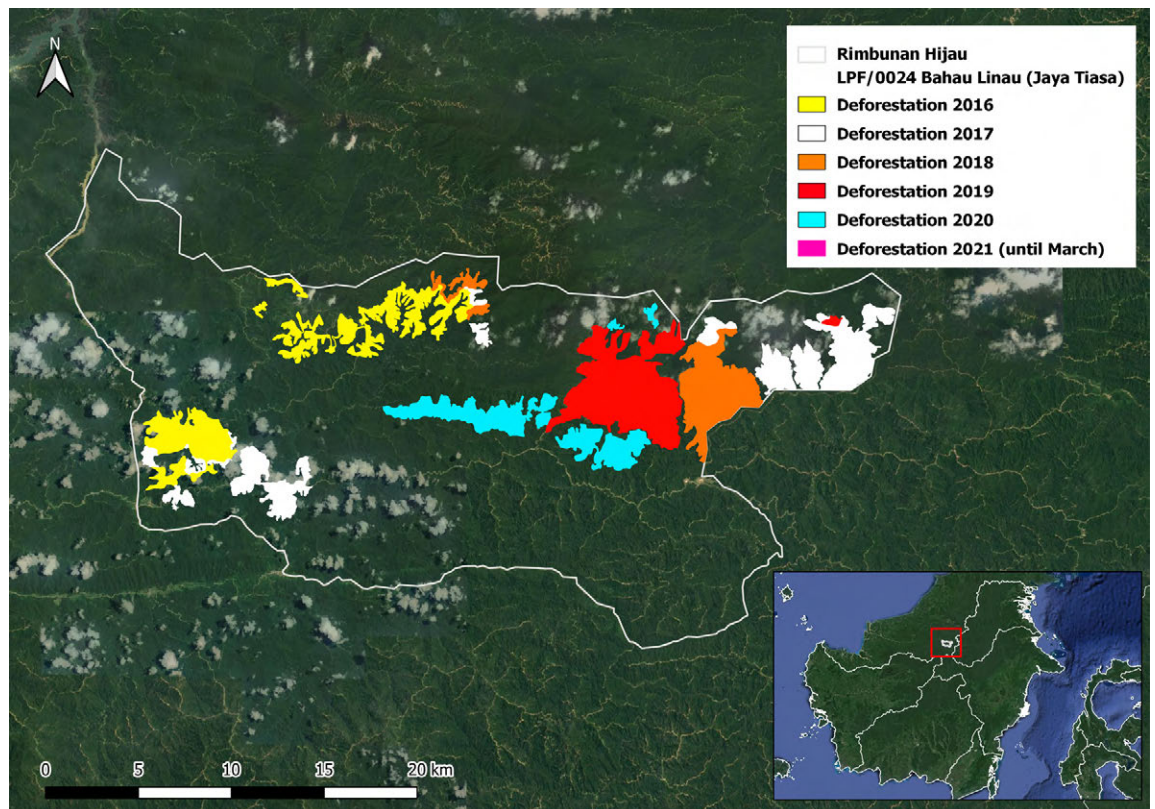 N
Rimbunan Hijau
LPF/0024 Bahau Linau (Jaya Tiasa)
Deforestation 2016
Deforestation 2017
Deforestation 2018
Deforestation 2019
Deforestation 2020
Deforestation 2021 (until March)
0 5 10 15 20 km